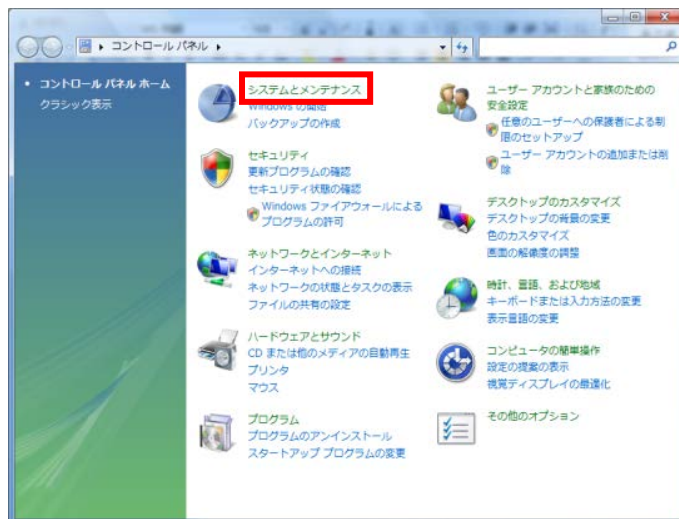 コントロール パネル
コントロール パネル ホーム
クラシック表示
システムとメンテナンス
Windows の開始
バックアップの作成
セキュリティ
更新プログラムの確認
セキュリティ状態の確認
Windows ファイアウォールによる
プログラムの許可
ネットワークとインターネット
インターネットへの接続
ネットワークの状態とタスクの表示
ファイルの共有の設定
ハードウェアとサウンド
CD または他のメディアの自動再生
プリンタ
マウス
プログラム
プログラムのアンインストール
スタートアップ プログラムの変更
ユーザー アカウントと家族のための
安全設定
任意のユーザーへの保護者による制
限のセットアップ
ユーザー アカウントの追加または削
除
デスクトップのカスタマイズ
デスクトップの背景の変更
色のカスタマイズ
画面の解像度の調整
時計、言語、および地域
キーボードまたは入力方法の変更
表示言語の変更
コンピュータの簡単操作
設定の提案の表示
視覚ディスプレイの最適化
その他のオプション